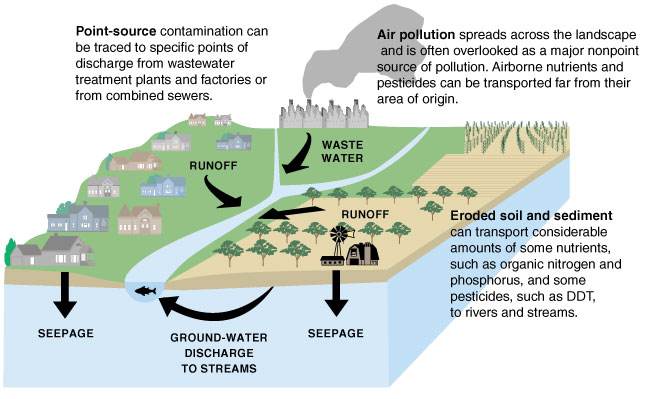 Point-source contamination can
be traced to specific points of
discharge from wastewater
treatment plants and factories or
from combined sewers.
Air pollution spreads across the landscape
and is often overlooked as a major nonpoint
source of pollution. Airborne nutrients and
pesticides can be transported far from their
area of origin.
WASTE
WATER
RUNOFF
RUNOFF
Eroded soil and sediment
can transport considerable
amounts of some nutrients,
such as organic nitrogen and
phosphorus, and some
pesticides, such as DDT,
to rivers and streams.
SEEPAGE
GROUND-WATER
DISCHARGE
TO STREAMS
SEEPAGE